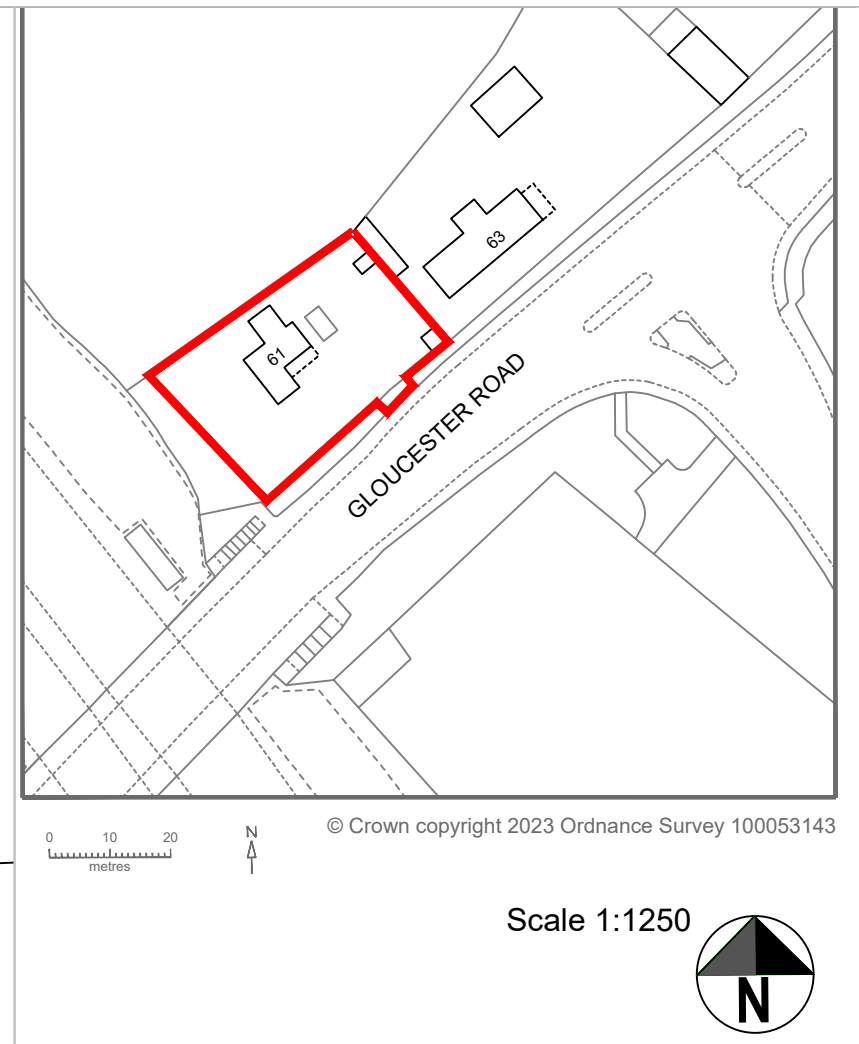 63
61
GLOUCESTER ROAD
© Crown copyright 2023 Ordnance Survey 100053143
0 10 20
metres
N
Scale 1:1250
N